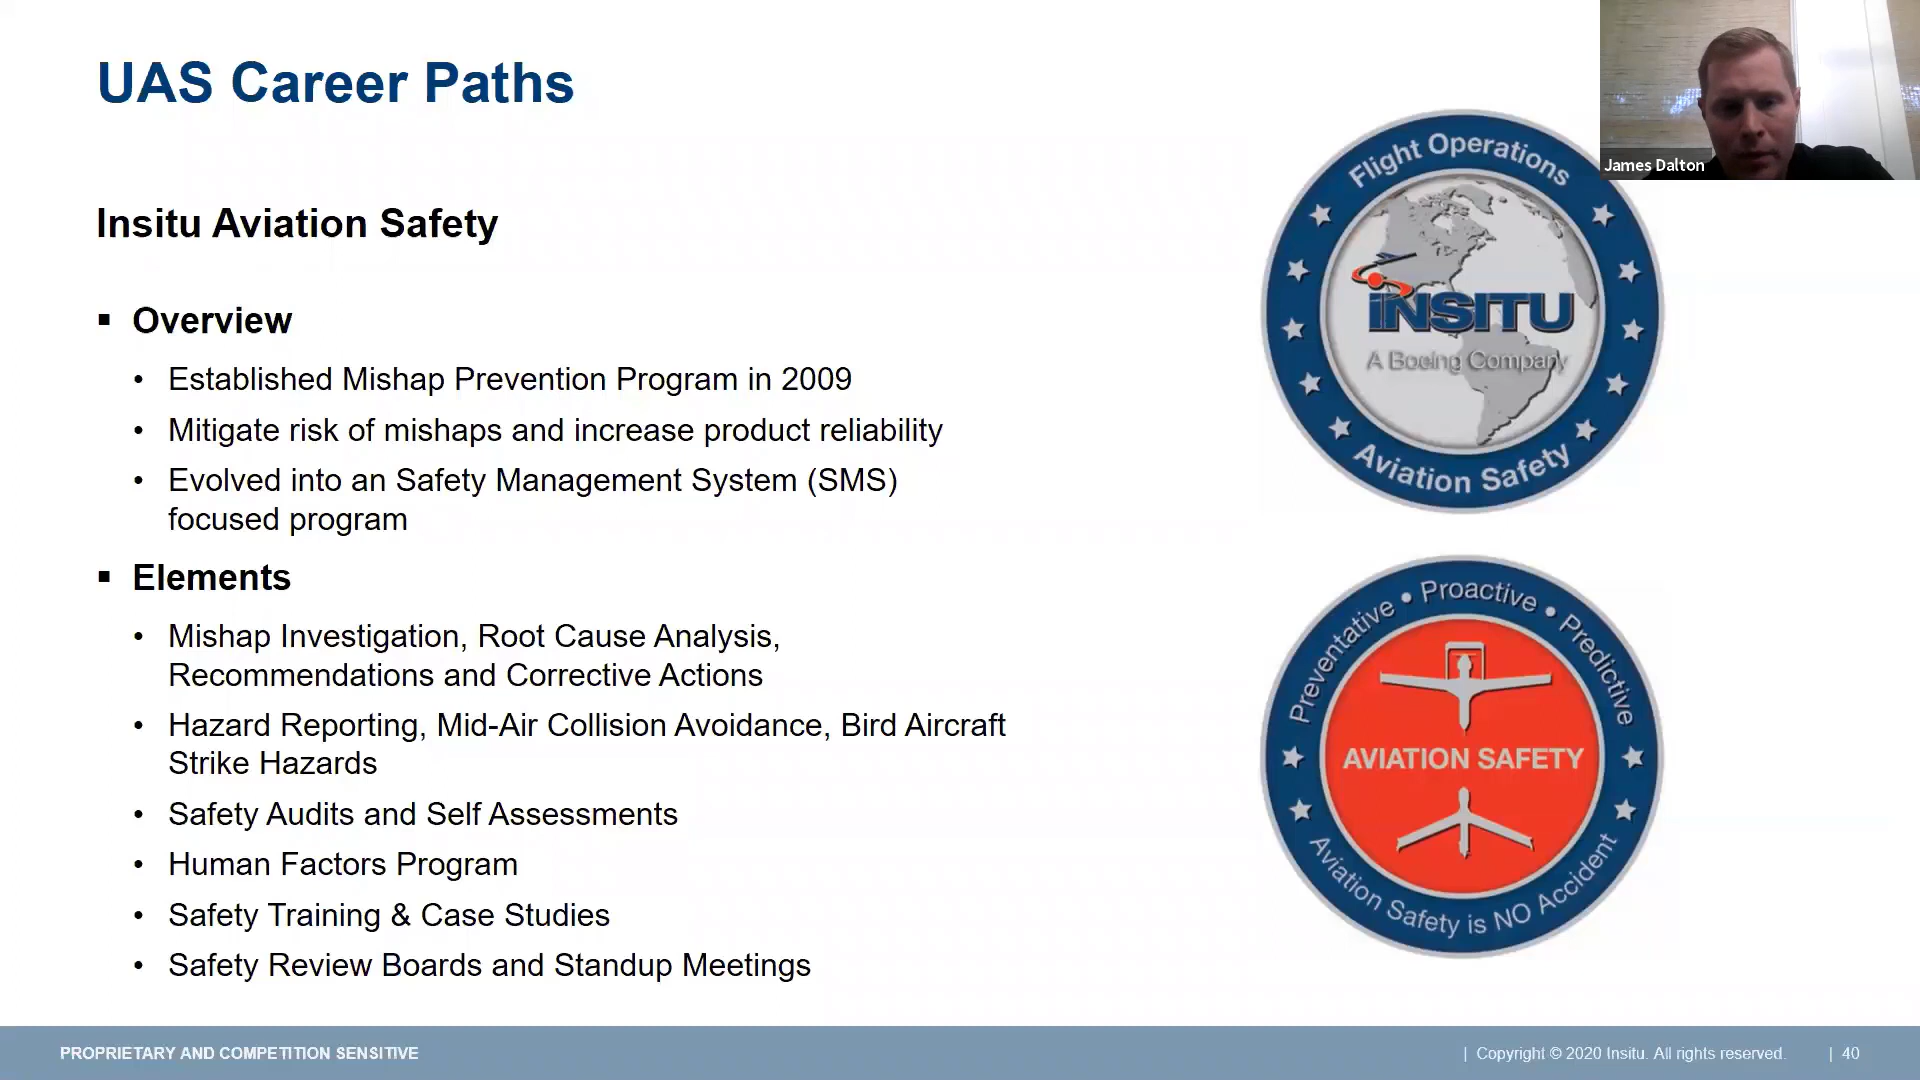 UAS Career Paths
James Dalton
Insitu Aviation Safety
▪ Overview
• Established Mishap Prevention Program in 2009
• Mitigate risk of mishaps and increase product reliability
• Evolved into an Safety Management System (SMS)
focused program
▪ Elements
• Mishap Investigation, Root Cause Analysis,
Recommendations and Corrective Actions
• Hazard Reporting, Mid-Air Collision Avoidance, Bird Aircraft
Strike Hazards
• Safety Audits and Self Assessments
• Human Factors Program
• Safety Training & Case Studies
• Safety Review Boards and Standup Meetings
Flight Operations
INSITU
A Boeing Company
Aviation Safety
Preventative • Proactive • Predictive
AVIATION SAFETY
Aviation Safety is NO Accident
PROPRIETARY AND COMPETITION SENSITIVE
| Copyright © 2020 Insitu. All rights reserved. | 40